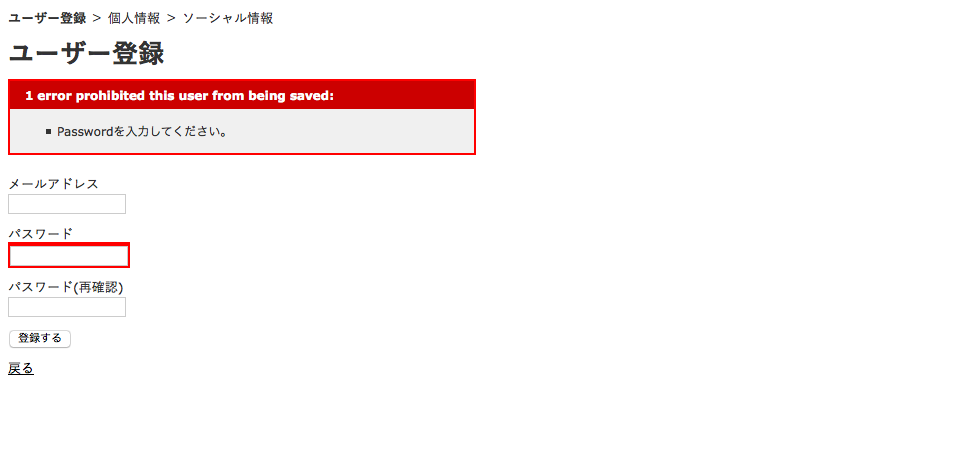 ユーザー登録 > 個人情報 > ソーシャル情報
ユーザー登録
1 error prohibited this user from being saved:
Passwordを入力してください。
メールアドレス
パスワード
パスワード(再確認)
登録する
戻る